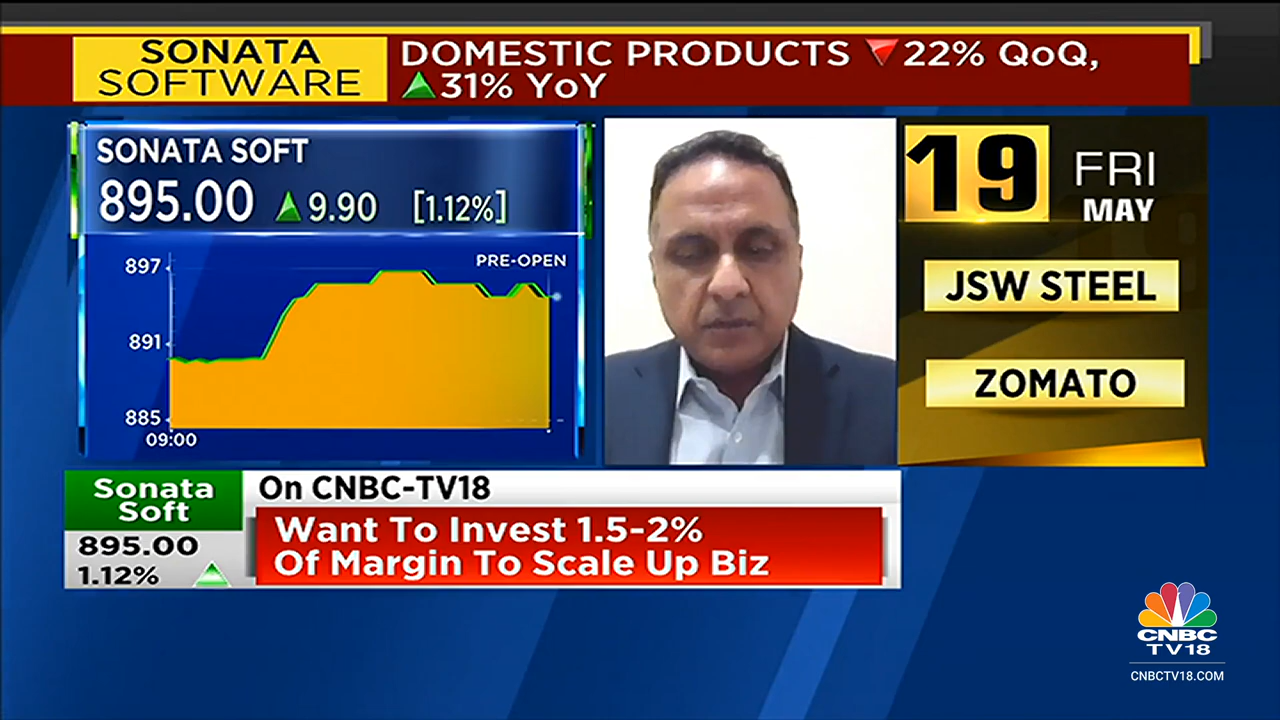 SONATA
SOFTWARE
DOMESTIC PRODUCTS ▼22% QoQ,
▲31% YoY
SONATA SOFT
895.00 ▲9.90 [1.12%]
PRE-OPEN
897
891
885
09:00
19 FRI
MAY
JSW STEEL
ZOMATO
Sonata
Soft
895.00
1.12%
On CNBC-TV18
Want To Invest 1.5-2%
Of Margin To Scale Up Biz
CNBC
TV18
CNBCTV18.COM